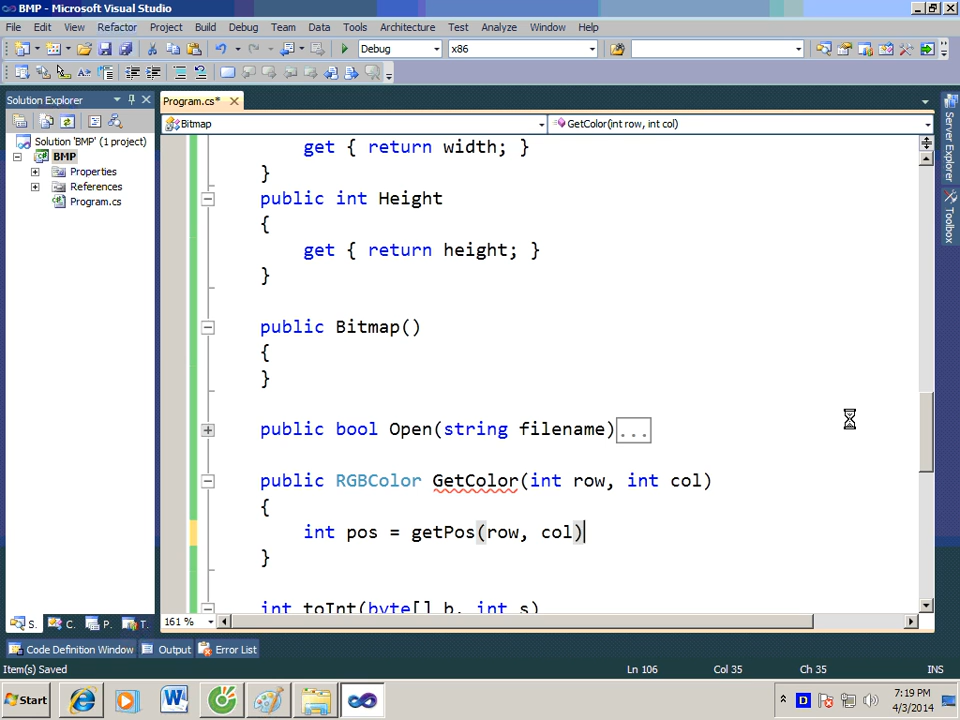 BMP - Microsoft Visual Studio
File Edit View Refactor Project Build Debug Team Data Tools Architecture Test Analyze Window Help
Debug x86
Solution Explorer
Program.cs*
Bitmap GetColor(int row, int col)
Solution 'BMP' (1 project)
BMP
Properties
References
Program.cs
get { return width; }
}
public int Height
{
get { return height; }
}
public Bitmap()
{
}
public bool Open(string filename)...
public RGBColor GetColor(int row, int col)
{
int pos = getPos(row, col)
}
int toInt(byte[] b, int s)
Server Explorer
Toolbox
S. C. P. T.
161 %
Code Definition Window Output Error List
Item(s) Saved Ln 106 Col 35 Ch 35 INS
Start
D
7:19 PM
4/3/2014